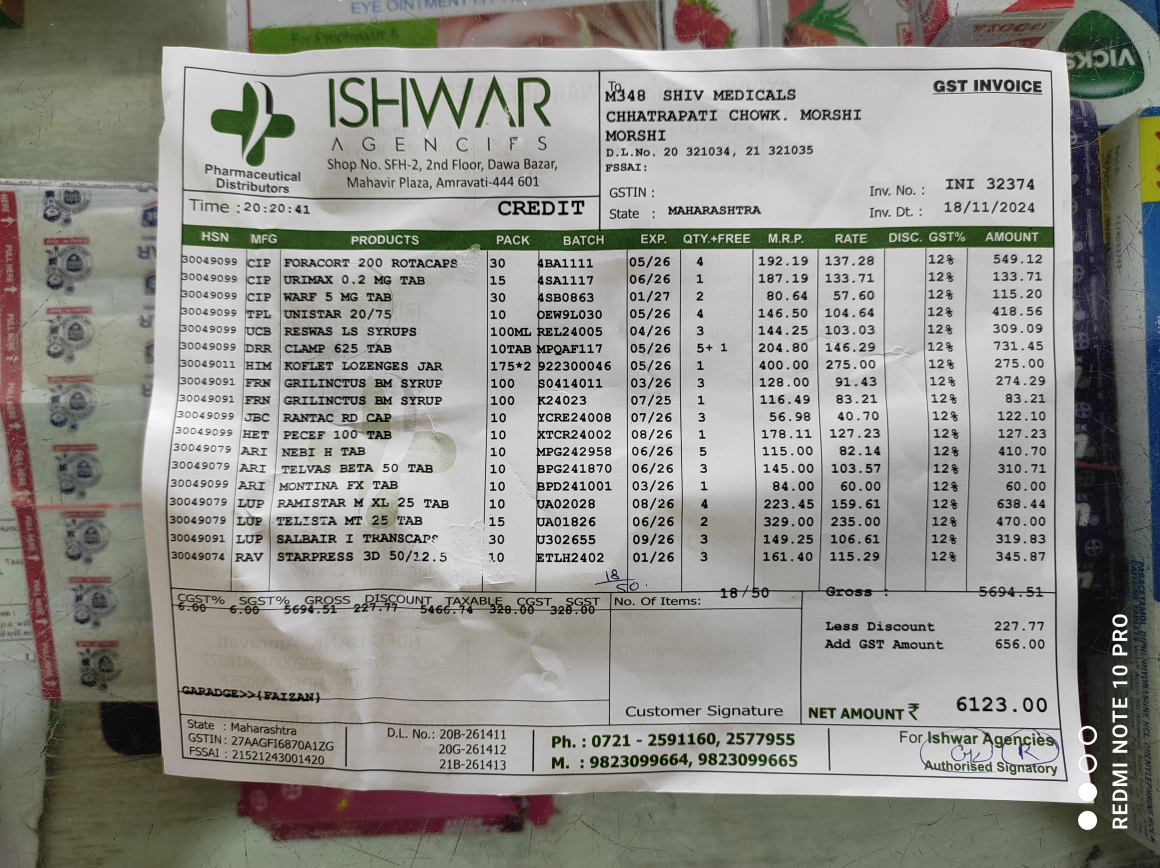 EYE OINTMENT
For Prophylaxis &
VICKS
ISHWAR
AGENCIES
Pharmaceutical
Distributors
Shop No. SFH-2, 2nd Floor, Dawa Bazar,
Mahavir Plaza, Amravati-444 601
Time : 20:20:41 CREDIT
To
M348 SHIV MEDICALS
CHHATRAPATI CHOWK. MORSHI
MORSHI
D.L.No. 20 321034, 21 321035
FSSAI:
GST INVOICE
GSTIN :
State : MAHARASHTRA
Inv. No. : INI 32374
Inv. Dt. : 18/11/2024
HSN MFG PRODUCTS PACK BATCH EXP. QTY.+FREE M.R.P. RATE DISC. GST% AMOUNT
30049099 CIP FORACORT 200 ROTACAPS 30 4BA1111 05/26 4 192.19 137.28 12% 549.12
30049099 CIP URIMAX 0.2 MG TAB 15 4SA1117 06/26 1 187.19 133.71 12% 133.71
30049099 CIP WARF 5 MG TAB 30 4SB0863 01/27 2 80.64 57.60 12% 115.20
30049099 TPL UNISTAR 20/75 10 OEW9L030 05/26 4 146.50 104.64 12% 418.56
30049099 UCB RESWAS LS SYRUPS 100ML REL24005 04/26 3 144.25 103.03 12% 309.09
30049099 DRR CLAMP 625 TAB 10TAB MPQAF117 05/26 5+ 1 204.80 146.29 12% 731.45
30049011 HIM KOFLET LOZENGES JAR 175*2 922300046 05/26 1 400.00 275.00 12% 275.00
30049091 FRN GRILINCTUS BM SYRUP 100 S0414011 03/26 3 128.00 91.43 12% 274.29
30049091 FRN GRILINCTUS BM SYRUP 100 K24023 07/25 1 116.49 83.21 12% 83.21
30049099 JBC RANTAC RD CAP 10 YCRE24008 07/26 3 56.98 40.70 12% 122.10
30049099 HET PECEF 100 TAB 10 XTCR24002 08/26 1 178.11 127.23 12% 127.23
30049079 ARI NEBI H TAB 10 MPG242958 06/26 5 115.00 82.14 12% 410.70
30049079 ARI TELVAS BETA 50 TAB 10 BPG241870 06/26 3 145.00 103.57 12% 310.71
30049099 ARI MONTINA FX TAB 10 BPD241001 03/26 1 84.00 60.00 12% 60.00
30049079 LUP RAMISTAR M XL 25 TAB 10 UA02028 08/26 4 223.45 159.61 12% 638.44
30049079 LUP TELISTA MT 25 TAB 15 UA01826 06/26 2 329.00 235.00 12% 470.00
30049091 LUP SALBAIR I TRANSCAPS 30 U302655 09/26 3 149.25 106.61 12% 319.83
30049074 RAV STARPRESS 3D 50/12.5 10 ETLH2402 01/26 3 161.40 115.29 12% 345.87
18/50
CGST% SGST% GROSS DISCOUNT TAXABLE CGST SGST
6.00 6.00 5694.51 227.77 5466.74 328.00 328.00
No. Of Items: 18/50
Gross : 5694.51
Less Discount 227.77
Add GST Amount 656.00
GARADGE>>(FAIZAN)
Customer Signature
NET AMOUNT ₹ 6123.00
State : Maharashtra
GSTIN : 27AAGFI6870A1ZG
FSSAI : 21521243001420
D.L. No.: 20B-261411
20G-261412
21B-261413
Ph. : 0721 - 2591160, 2577955
M. : 9823099664, 9823099665
For Ishwar Agencies
Authorised Signatory
REDMI NOTE 10 PRO